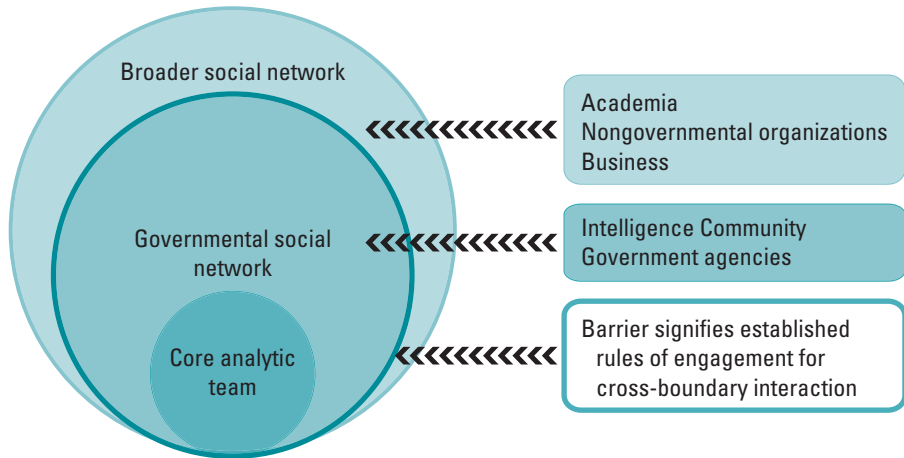 Broader social network
Academia
Nongovernmental organizations
Business
Governmental social
network
Intelligence Community
Government agencies
Core analytic
team
Barrier signifies established
rules of engagement for
cross-boundary interaction